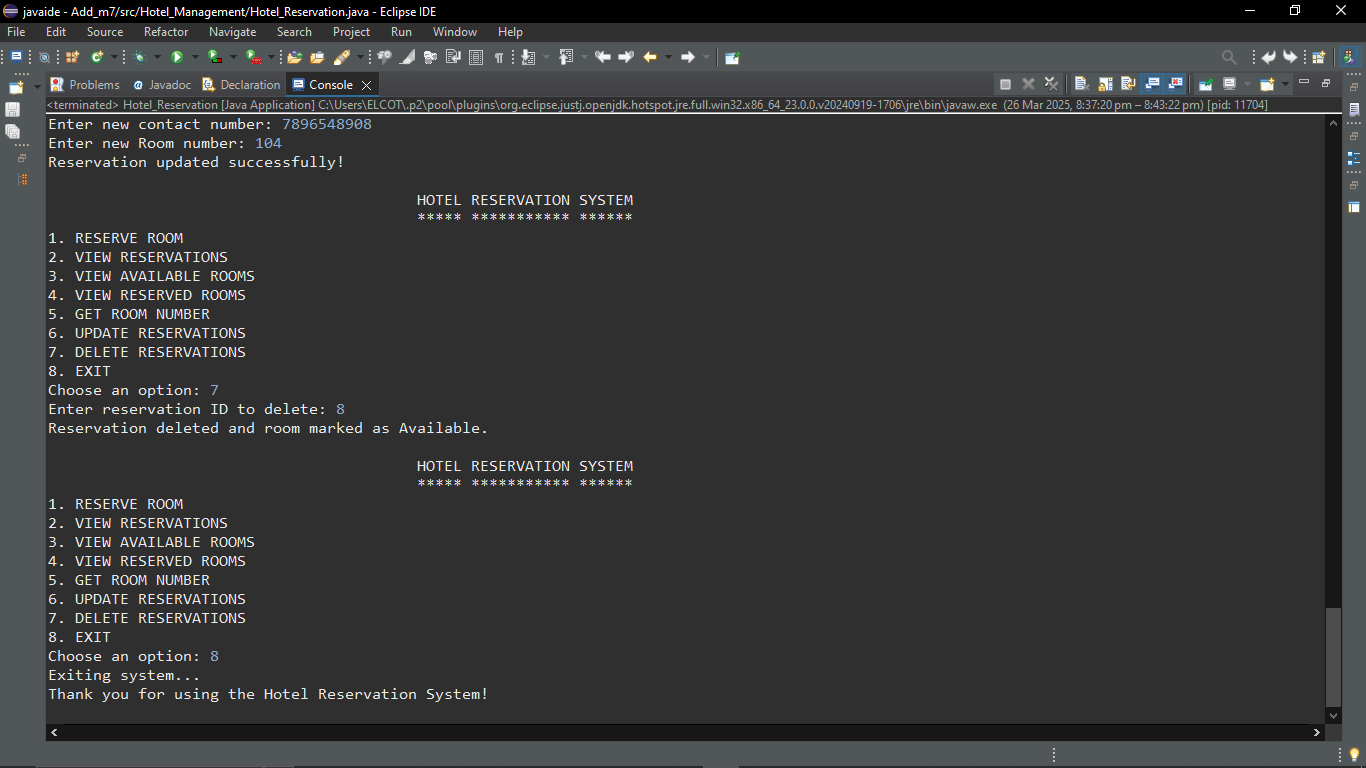 javaide - Add_m7/src/Hotel_Management/Hotel_Reservation.java - Eclipse IDE
File Edit Source Refactor Navigate Search Project Run Window Help
Problems @ Javadoc Declaration Console
<terminated> Hotel_Reservation [Java Application] C:\Users\ELCOT\.p2\pool\plugins\org.eclipse.justj.openjdk.hotspot.jre.full.win32.x86_64_23.0.0.v20240919-1706\jre\bin\javaw.exe (26 Mar 2025, 8:37:20 pm – 8:43:22 pm) [pid: 11704]
Enter new contact number: 7896548908
Enter new Room number: 104
Reservation updated successfully!
HOTEL RESERVATION SYSTEM
***** *********** ******
1. RESERVE ROOM
2. VIEW RESERVATIONS
3. VIEW AVAILABLE ROOMS
4. VIEW RESERVED ROOMS
5. GET ROOM NUMBER
6. UPDATE RESERVATIONS
7. DELETE RESERVATIONS
8. EXIT
Choose an option: 7
Enter reservation ID to delete: 8
Reservation deleted and room marked as Available.
HOTEL RESERVATION SYSTEM
***** *********** ******
1. RESERVE ROOM
2. VIEW RESERVATIONS
3. VIEW AVAILABLE ROOMS
4. VIEW RESERVED ROOMS
5. GET ROOM NUMBER
6. UPDATE RESERVATIONS
7. DELETE RESERVATIONS
8. EXIT
Choose an option: 8
Exiting system...
Thank you for using the Hotel Reservation System!